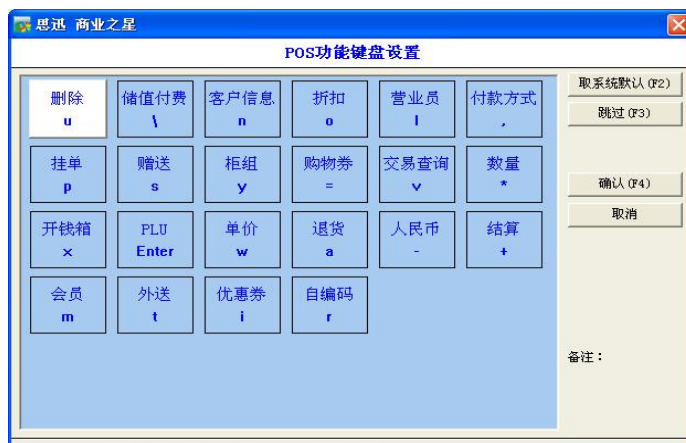 思迅 商业之星
POS功能键盘设置
删除 储值付费 客户信息 折扣 营业员 付款方式
u \ n o l ,
挂单 赠送 柜组 购物券 交易查询 数量
p s y = v *
开钱箱 PLU 单价 退货 人民币 结算
x Enter w a - +
会员 外送 优惠券 自编码
m t i r
取系统默认(F2)
跳过(F3)
确认(F4)
取消
备注：